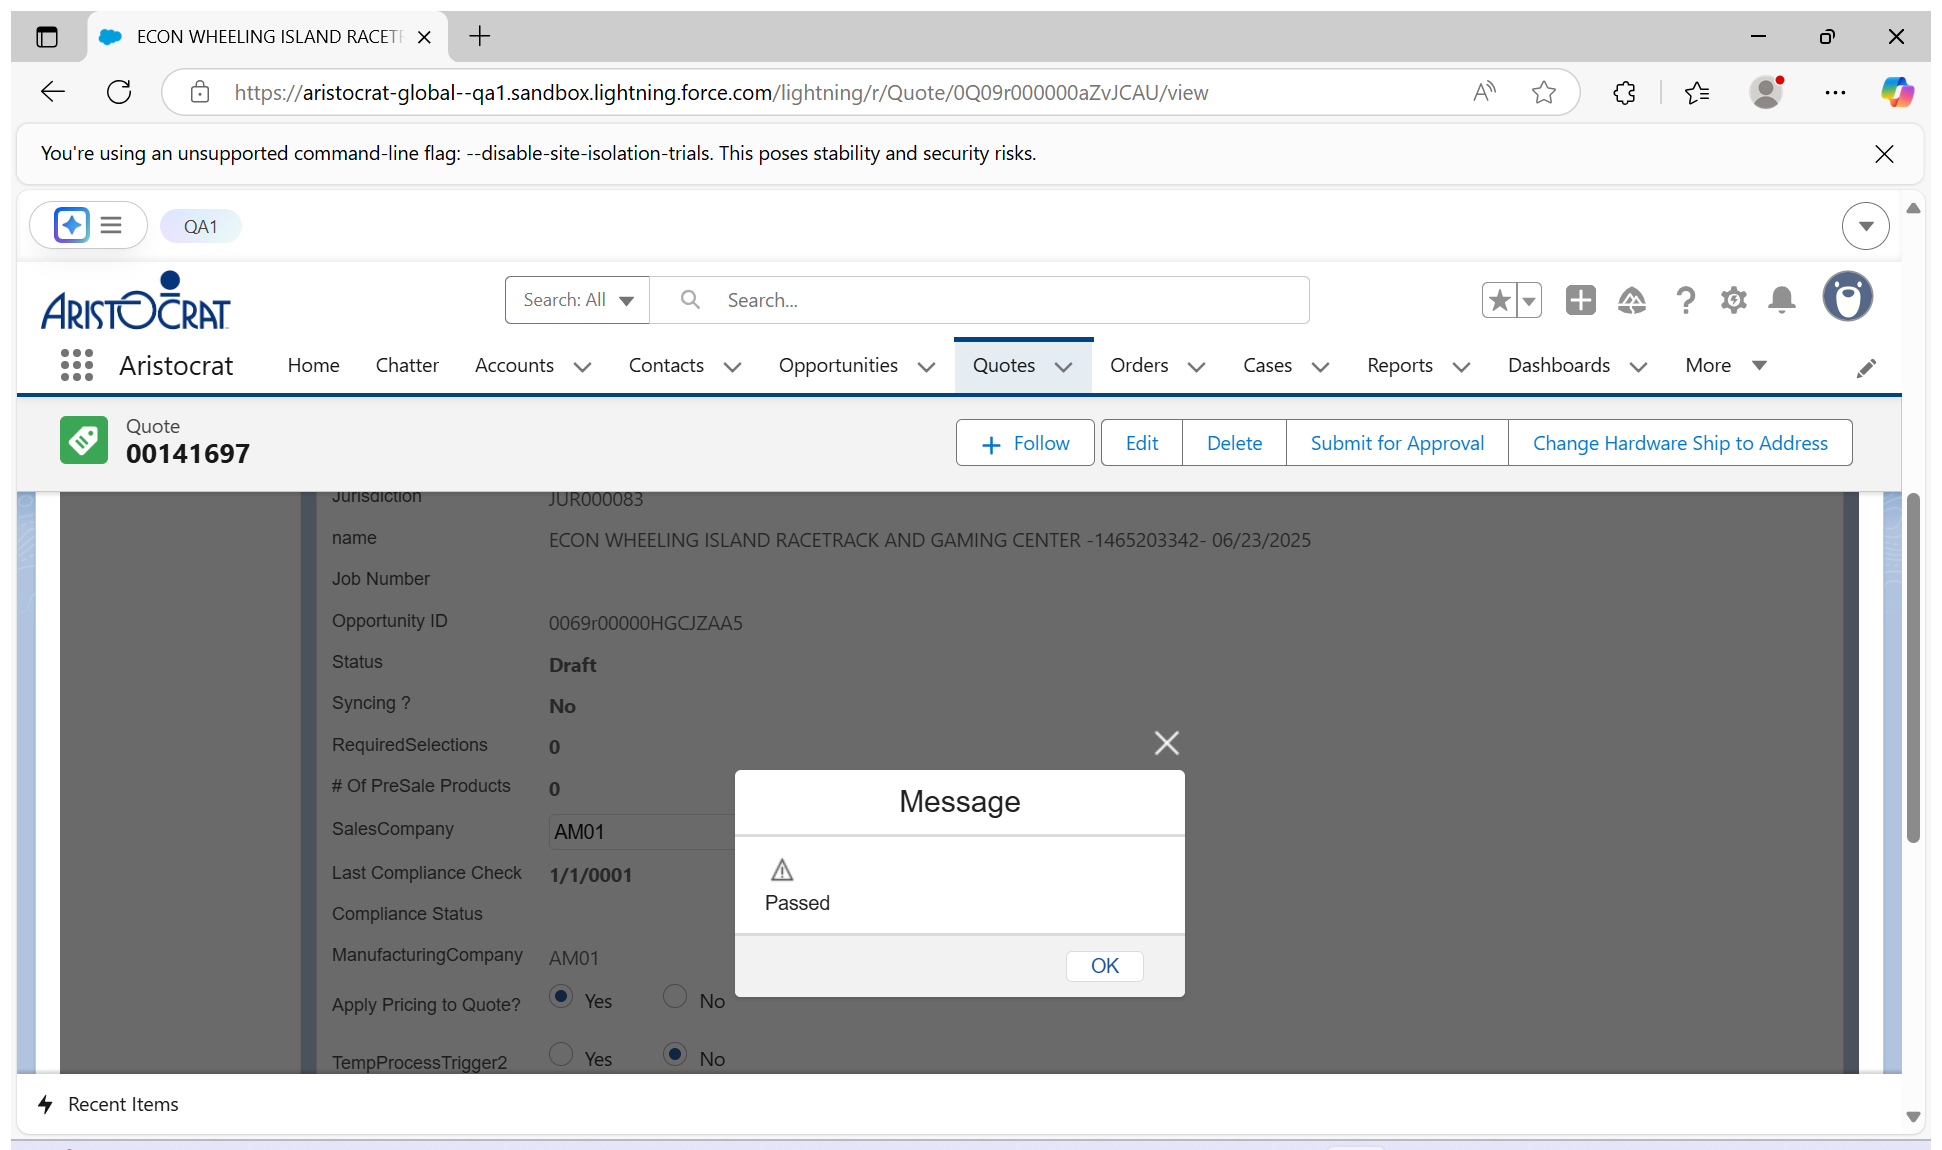 ECON WHEELING ISLAND RACETR
https://aristocrat-global--qa1.sandbox.lightning.force.com/lightning/r/Quote/0Q09r000000aZvJCAU/view
You're using an unsupported command-line flag: --disable-site-isolation-trials. This poses stability and security risks.
QA1
ARISTOCRAT
Search: All
Search...
Aristocrat
Home
Chatter
Accounts
Contacts
Opportunities
Quotes
Orders
Cases
Reports
Dashboards
More
Quote
00141697
Follow
Edit
Delete
Submit for Approval
Change Hardware Ship to Address
Jurisdiction JUR000083
name ECON WHEELING ISLAND RACETRACK AND GAMING CENTER -1465203342- 06/23/2025
Job Number
Opportunity ID 0069r00000HGCJZAA5
Status Draft
Syncing ? No
RequiredSelections 0
# Of PreSale Products 0
SalesCompany AM01
Last Compliance Check 1/1/0001
Compliance Status
ManufacturingCompany AM01
Apply Pricing to Quote? Yes No
TempProcessTrigger2 Yes No
Message
Passed
OK
Recent Items